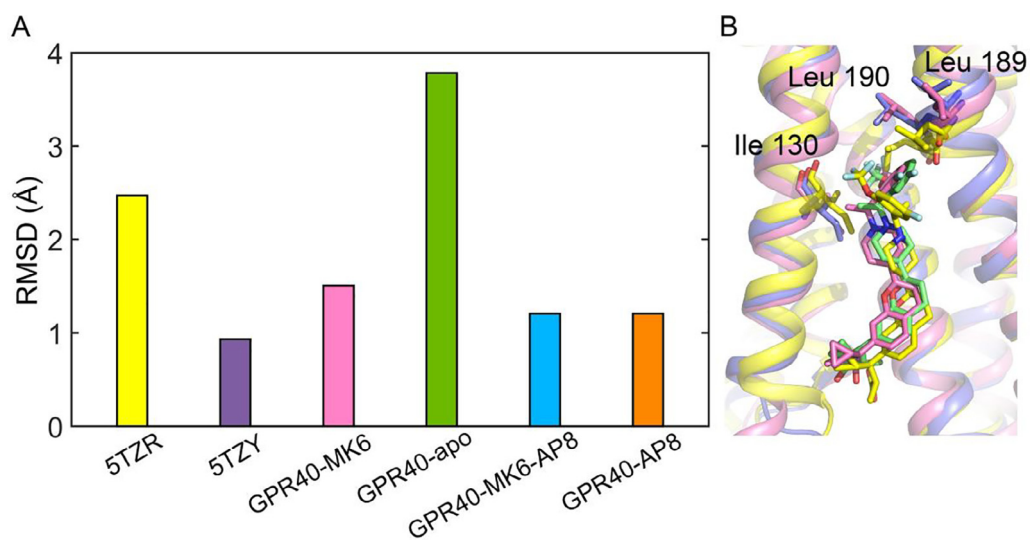 A
B
4
3
2
1
0
RMSD (Å)
5TZR
5TZY
GPR40-MK6
GPR40-apo
GPR40-MK6-AP8
GPR40-AP8
Leu 189
Leu 190
Ile 130